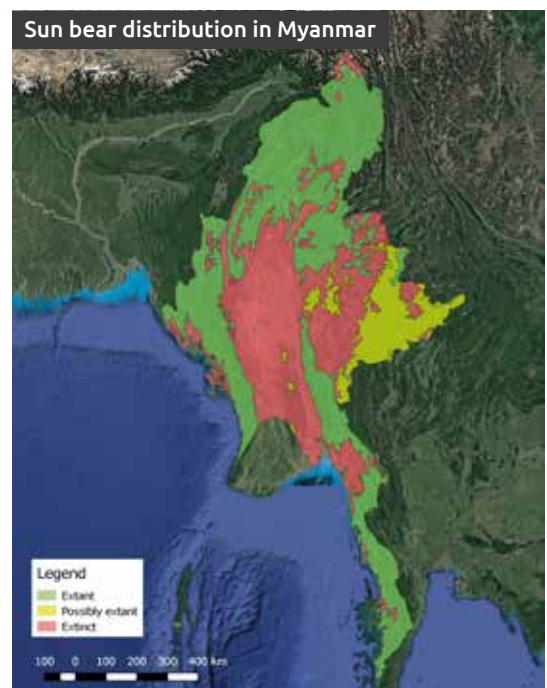 Sun bear distribution in Myanmar
Legend
Extant
Possibly extant
Extinct
100 0 100 200 300 400 km